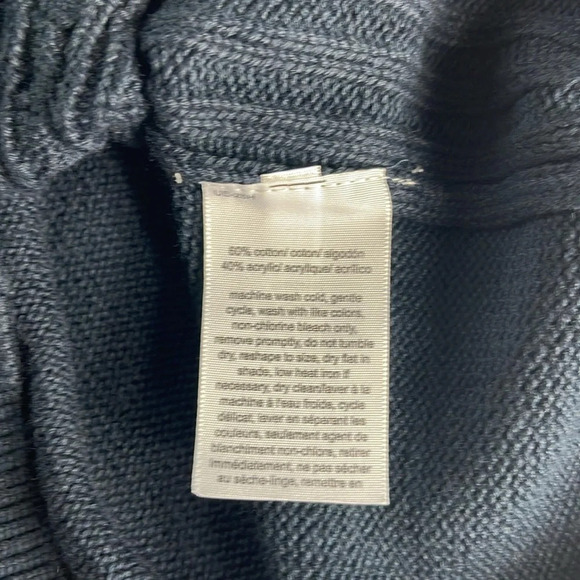 60% cotton/ coton/ algodón
40% acrylic/ acrylique/ acrílico
machine wash cold, gentle
cycle, wash with like colors,
non-chlorine bleach only,
remove promptly, do not tumble
dry, reshape to size, dry flat in
shade, low heat iron if
necessary, dry clean/laver à la
machine à l'eau froide, cycle
délicat, laver en séparant les
couleurs, seulement agent de
blanchiment non-chlore, retirer
immédiatement, ne pas sécher
au sèche-linge, remettre en